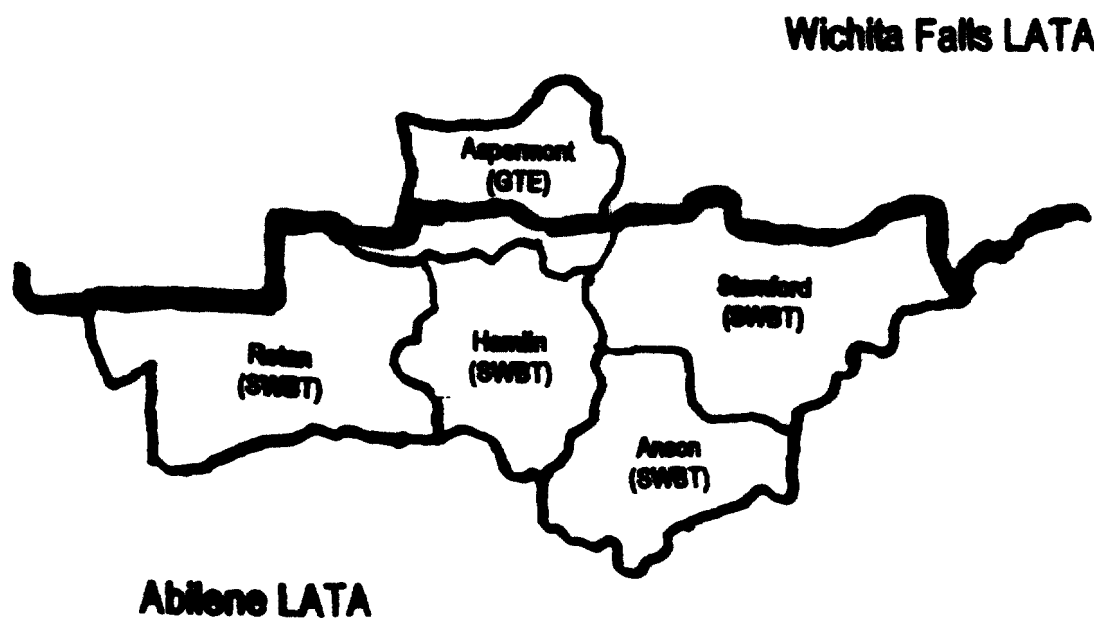 Wichita Falls LATA
Aspermont
(GTE)
Stamford
(SWBT)
Rotan
(SWBT)
Hamlin
(SWBT)
Anson
(SWBT)
Abilene LATA